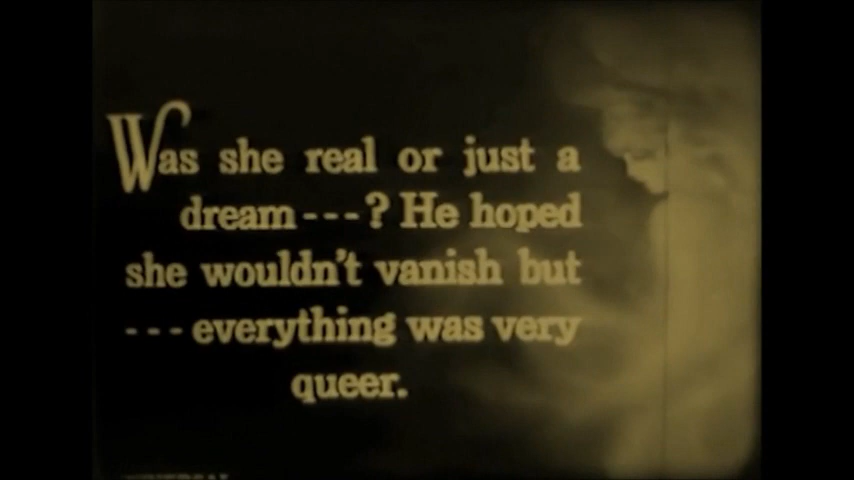 Was she real or just a
dream---? He hoped
she wouldn't vanish but
---everything was very
queer.